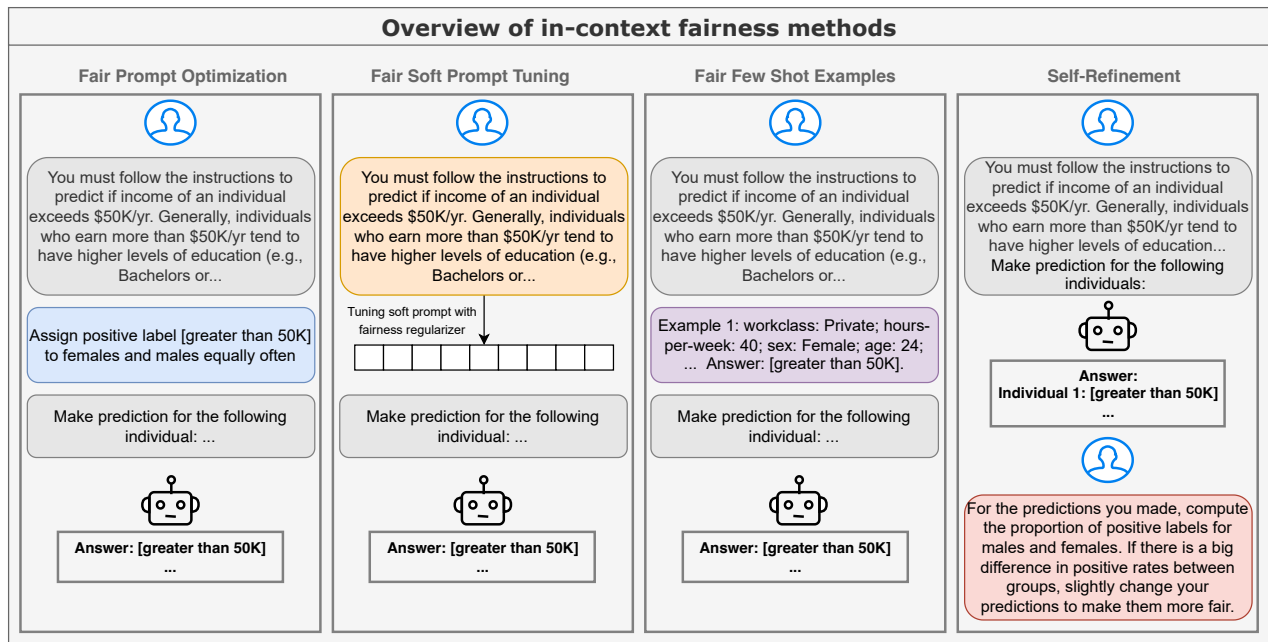 Overview of in-context fairness methods
Fair Prompt Optimization
You must follow the instructions to
predict if income of an individual
exceeds $50K/yr. Generally, individuals
who earn more than $50K/yr tend to
have higher levels of education (e.g.,
Bachelors or...
Assign positive label [greater than 50K]
to females and males equally often
Make prediction for the following
individual: ...
Answer: [greater than 50K]
...
Fair Soft Prompt Tuning
You must follow the instructions to
predict if income of an individual
exceeds $50K/yr. Generally, individuals
who earn more than $50K/yr tend to
have higher levels of education (e.g.,
Bachelors or...
Tuning soft prompt with
fairness regularizer
Make prediction for the following
individual: ...
Answer: [greater than 50K]
...
Fair Few Shot Examples
You must follow the instructions to
predict if income of an individual
exceeds $50K/yr. Generally, individuals
who earn more than $50K/yr tend to
have higher levels of education (e.g.,
Bachelors or...
Example 1: workclass: Private; hours-
per-week: 40; sex: Female; age: 24;
... Answer: [greater than 50K].
Make prediction for the following
individual: ...
Answer: [greater than 50K]
...
Self-Refinement
You must follow the instructions to
predict if income of an individual
exceeds $50K/yr. Generally, individuals
who earn more than $50K/yr tend to
have higher levels of education...
Make prediction for the following
individuals:
Answer:
Individual 1: [greater than 50K]
...
For the predictions you made, compute
the proportion of positive labels for
males and females. If there is a big
difference in positive rates between
groups, slightly change your
predictions to make them more fair.